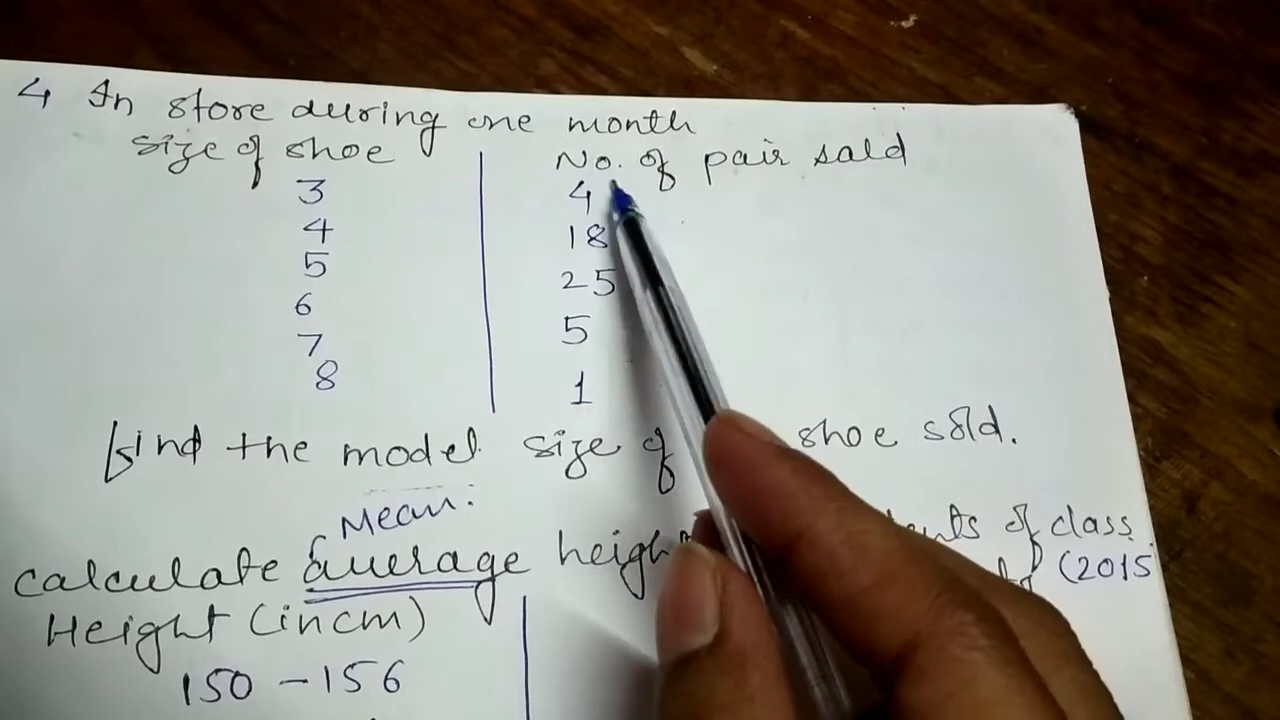 4 In store during one month
size of shoe No. of pair sald
3 4
4 18
5 25
6 5
7
8 1
find the model size of shoe sold.
Mean:
calculate average height of class
Height (in cm) (2015
150 - 156